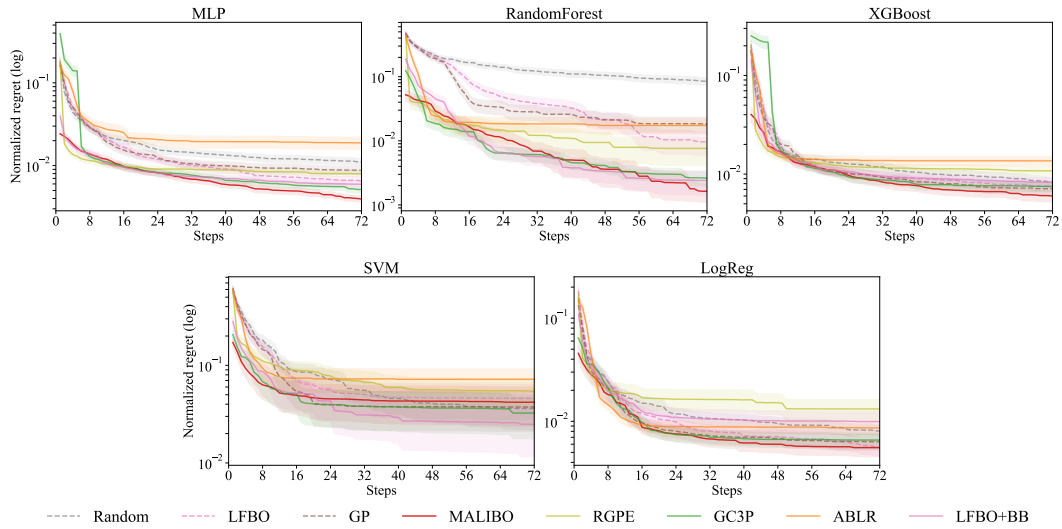 MLP RandomForest XGBoost
Normalized regret (log)
10⁻¹ 10⁻²
10⁻¹ 10⁻² 10⁻³
10⁻¹ 10⁻²
0 8 16 24 32 40 48 56 64 72 0 8 16 24 32 40 48 56 64 72 0 8 16 24 32 40 48 56 64 72
Steps Steps Steps
SVM LogReg
Normalized regret (log)
10⁻¹ 10⁻²
10⁻¹ 10⁻²
0 8 16 24 32 40 48 56 64 72 0 8 16 24 32 40 48 56 64 72
Steps Steps
Random LFBO GP MALIBO RGPE GC3P ABLR LFBO+BB